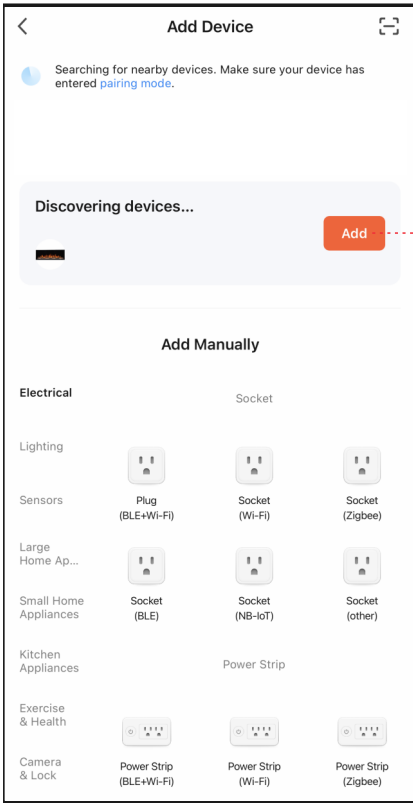 Add Device
Searching for nearby devices. Make sure your device has
entered pairing mode.
Discovering devices...
Add
Add Manually
Electrical
Lighting
Sensors
Large
Home Ap...
Small Home
Appliances
Kitchen
Appliances
Exercise
& Health
Camera
& Lock
Socket
Plug
(BLE+Wi-Fi)
Socket
(Wi-Fi)
Socket
(Zigbee)
Socket
(BLE)
Socket
(NB-IoT)
Socket
(other)
Power Strip
Power Strip
(BLE+Wi-Fi)
Power Strip
(Wi-Fi)
Power Strip
(Zigbee)